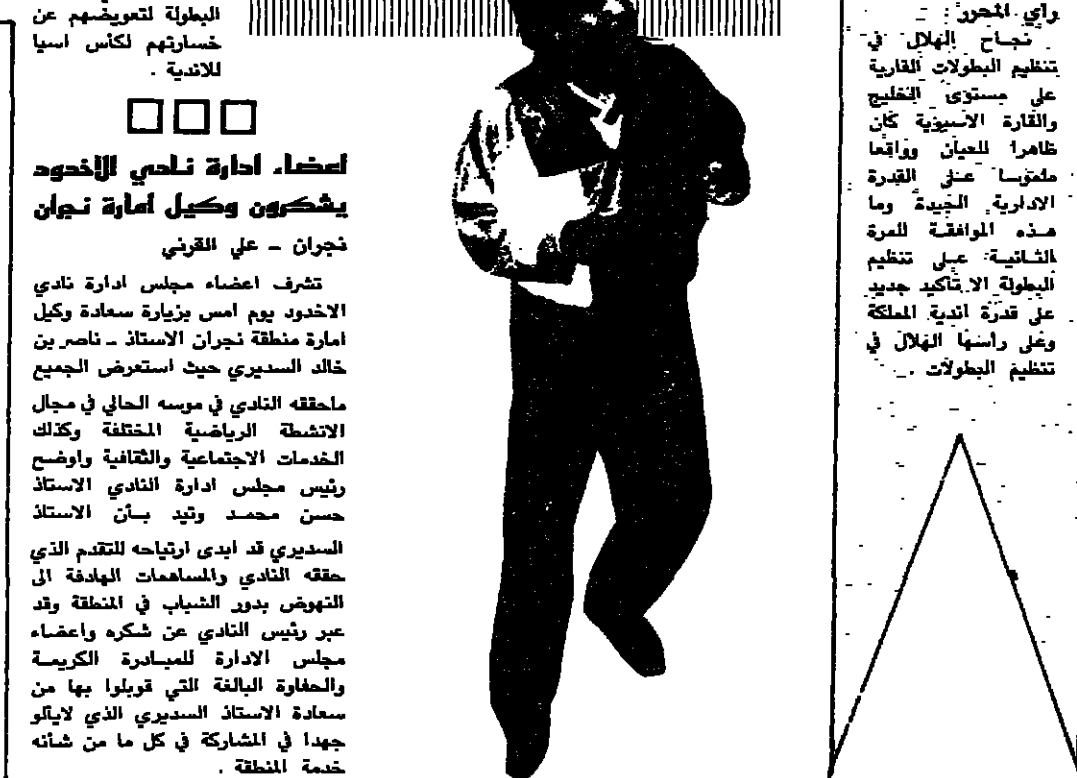 رأي المحرر : -
نجاح الهلال في
تنظيم البطولات القارية
على مستوى الخليج
والقارة الاسيوية كان
ظاهرا للعيان وواقعا
ملموسا على القدرة
الادارية الجيدة وما
هذه الموافقة للمرة
الثانية على تنظيم
البطولة الا تأكيد جديد
على قدرة اندية المملكة
وعلى رأسها الهلال في
تنظيم البطولات .
البطولة لتعويضهم عن
خسارتهم لكأس اسيا
للاندية .
اعضاء ادارة نادي الأخدود
يشكرون وكيل امارة نجران
نجران - علي القرني
تشرف اعضاء مجلس ادارة نادي
الاخدود يوم امس بزيارة سعادة وكيل
امارة منطقة نجران الاستاذ - ناصر بن
خالد السديري حيث استعرض الجميع
ماحققه النادي في موسه الحالي في مجال
الانشطة الرياضية المختلفة وكذلك
الخدمات الاجتماعية والثقافية واوضح
رئيس مجلس ادارة النادي الاستاذ
حسن محمد وتيد بأن الاستاذ
السديري قد ابدى ارتياحه للتقدم الذي
حققه النادي والمساهمات الهادفة الى
النهوض بدور الشباب في المنطقة وقد
عبر رئيس النادي عن شكره واعضاء
مجلس الادارة للمبادرة الكريمة
والحفاوة البالغة التي قوبلوا بها من
سعادة الاستاذ السديري الذي لايألو
جهدا في المشاركة في كل ما من شأنه
خدمة المنطقة .